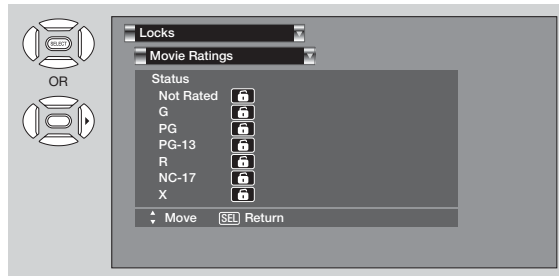 SELECT
OR
Locks
Movie Ratings
Status
Not Rated
G
PG
PG-13
R
NC-17
X
Move SEL Return